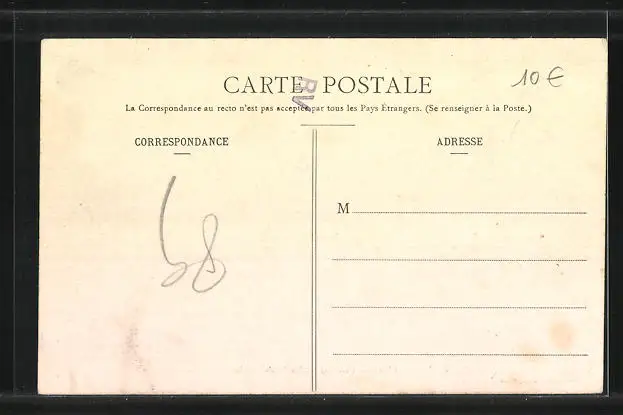 10 €
CARTE POSTALE
RV
La Correspondance au recto n'est pas acceptée par tous les Pays Étrangers. (Se renseigner à la Poste.)
CORRESPONDANCE
ADRESSE
M
68